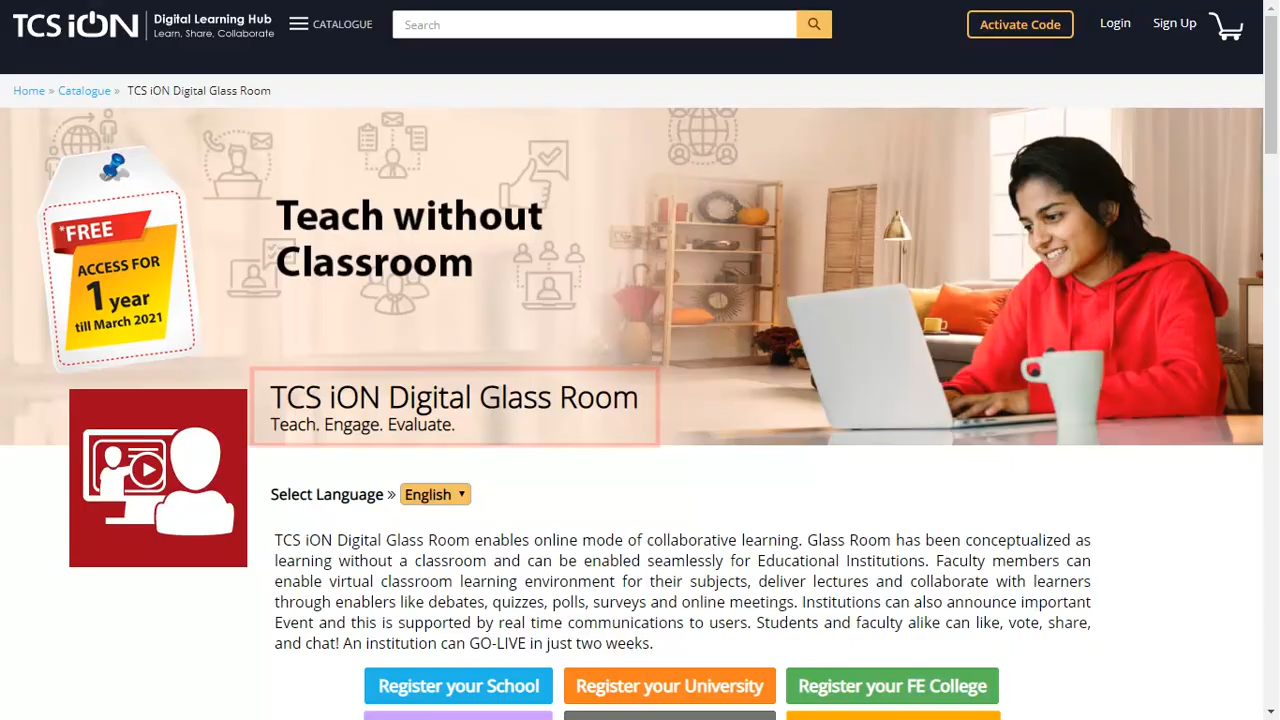 TCS iON Digital Learning Hub
Learn, Share, Collaborate
CATALOGUE
Search
Activate Code
Login
Sign Up
Home » Catalogue » TCS iON Digital Glass Room
*FREE
ACCESS FOR
1 year
till March 2021
Teach without
Classroom
TCS iON Digital Glass Room
Teach. Engage. Evaluate.
Select Language » English
TCS iON Digital Glass Room enables online mode of collaborative learning. Glass Room has been conceptualized as
learning without a classroom and can be enabled seamlessly for Educational Institutions. Faculty members can
enable virtual classroom learning environment for their subjects, deliver lectures and collaborate with learners
through enablers like debates, quizzes, polls, surveys and online meetings. Institutions can also announce important
Event and this is supported by real time communications to users. Students and faculty alike can like, vote, share,
and chat! An institution can GO-LIVE in just two weeks.
Register your School
Register your University
Register your FE College